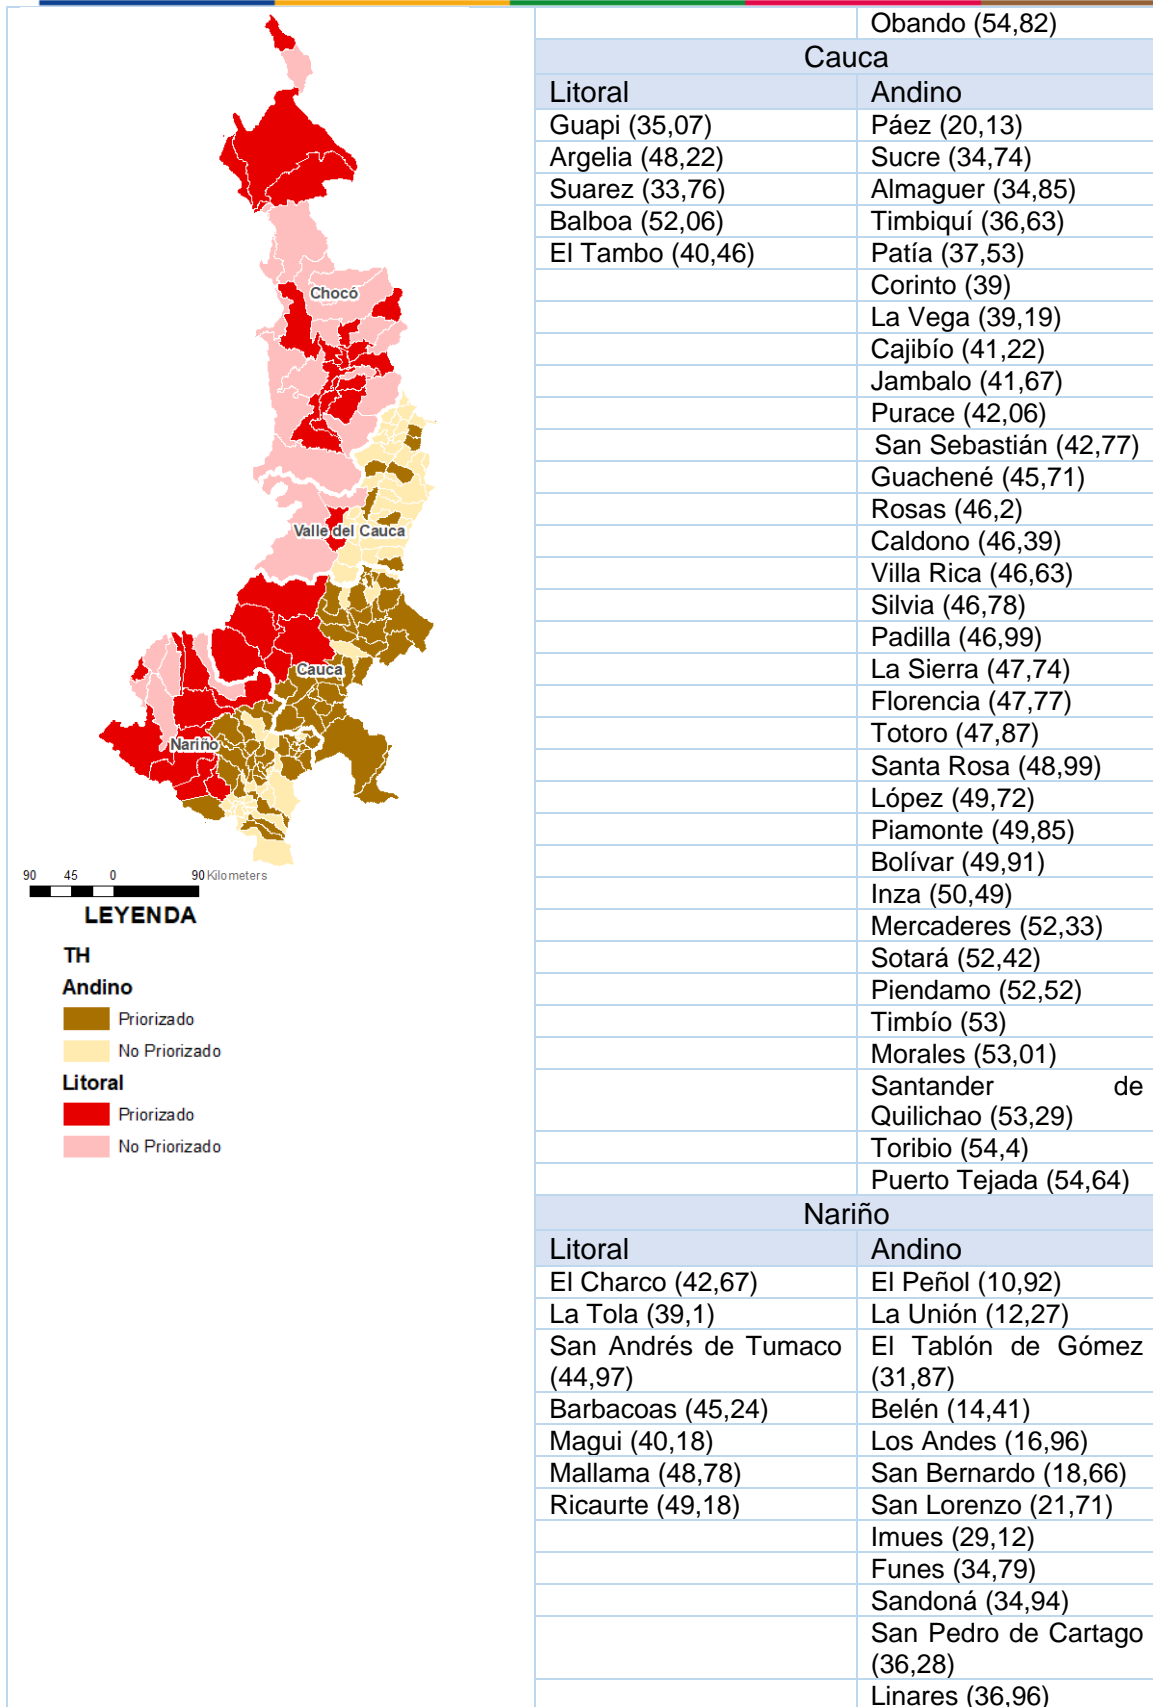 Chocó
Valle del Cauca
Cauca
Nariño
90 45 0 90 Kilometers
LEYENDA
TH
Andino
Priorizado
No Priorizado
Litoral
Priorizado
No Priorizado
Obando (54,82)
Cauca
Litoral Andino
Guapi (35,07) Páez (20,13)
Argelia (48,22) Sucre (34,74)
Suarez (33,76) Almaguer (34,85)
Balboa (52,06) Timbiquí (36,63)
El Tambo (40,46) Patía (37,53)
Corinto (39)
La Vega (39,19)
Cajibío (41,22)
Jambalo (41,67)
Purace (42,06)
San Sebastián (42,77)
Guachené (45,71)
Rosas (46,2)
Caldono (46,39)
Villa Rica (46,63)
Silvia (46,78)
Padilla (46,99)
La Sierra (47,74)
Florencia (47,77)
Totoro (47,87)
Santa Rosa (48,99)
López (49,72)
Piamonte (49,85)
Bolívar (49,91)
Inza (50,49)
Mercaderes (52,33)
Sotará (52,42)
Piendamo (52,52)
Timbío (53)
Morales (53,01)
Santander de
Quilichao (53,29)
Toribio (54,4)
Puerto Tejada (54,64)
Nariño
Litoral Andino
El Charco (42,67) El Peñol (10,92)
La Tola (39,1) La Unión (12,27)
San Andrés de Tumaco El Tablón de Gómez
(44,97) (31,87)
Barbacoas (45,24) Belén (14,41)
Magui (40,18) Los Andes (16,96)
Mallama (48,78) San Bernardo (18,66)
Ricaurte (49,18) San Lorenzo (21,71)
Imues (29,12)
Funes (34,79)
Sandoná (34,94)
San Pedro de Cartago
(36,28)
Linares (36,96)